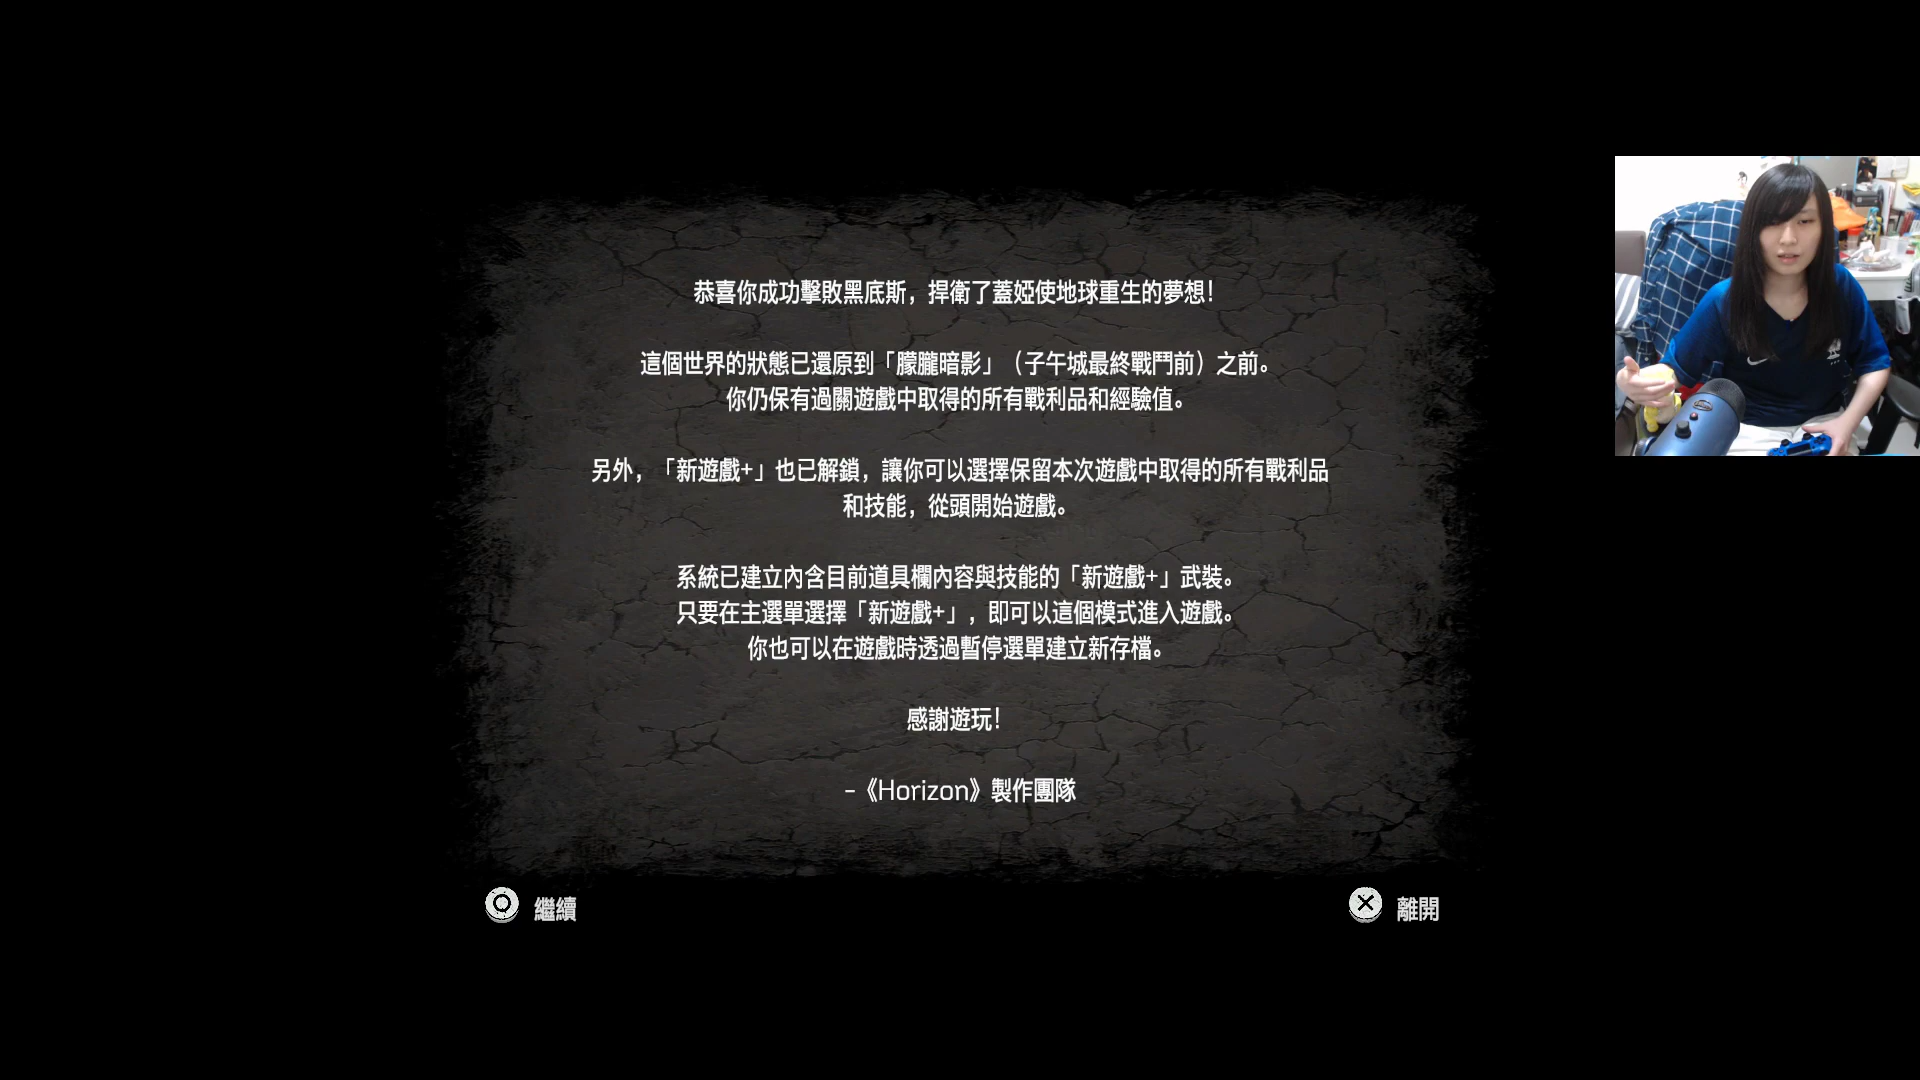 恭喜你成功擊敗黑底斯，捍衛了蓋婭使地球重生的夢想！
這個世界的狀態已還原到「朦朧暗影」（子午城最終戰鬥前）之前。
你仍保有過關遊戲中取得的所有戰利品和經驗值。
另外，「新遊戲+」也已解鎖，讓你可以選擇保留本次遊戲中取得的所有戰利品
和技能，從頭開始遊戲。
系統已建立內含目前道具欄內容與技能的「新遊戲+」武裝。
只要在主選單選擇「新遊戲+」，即可以這個模式進入遊戲。
你也可以在遊戲時透過暫停選單建立新存檔。
感謝遊玩！
–《Horizon》製作團隊
繼續
離開